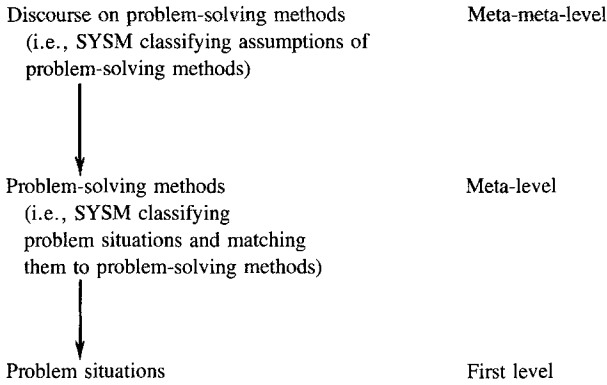 Discourse on problem-solving methods Meta-meta-level
(i.e., SYSM classifying assumptions of
problem-solving methods)
Problem-solving methods Meta-level
(i.e., SYSM classifying
problem situations and matching
them to problem-solving methods)
Problem situations First level